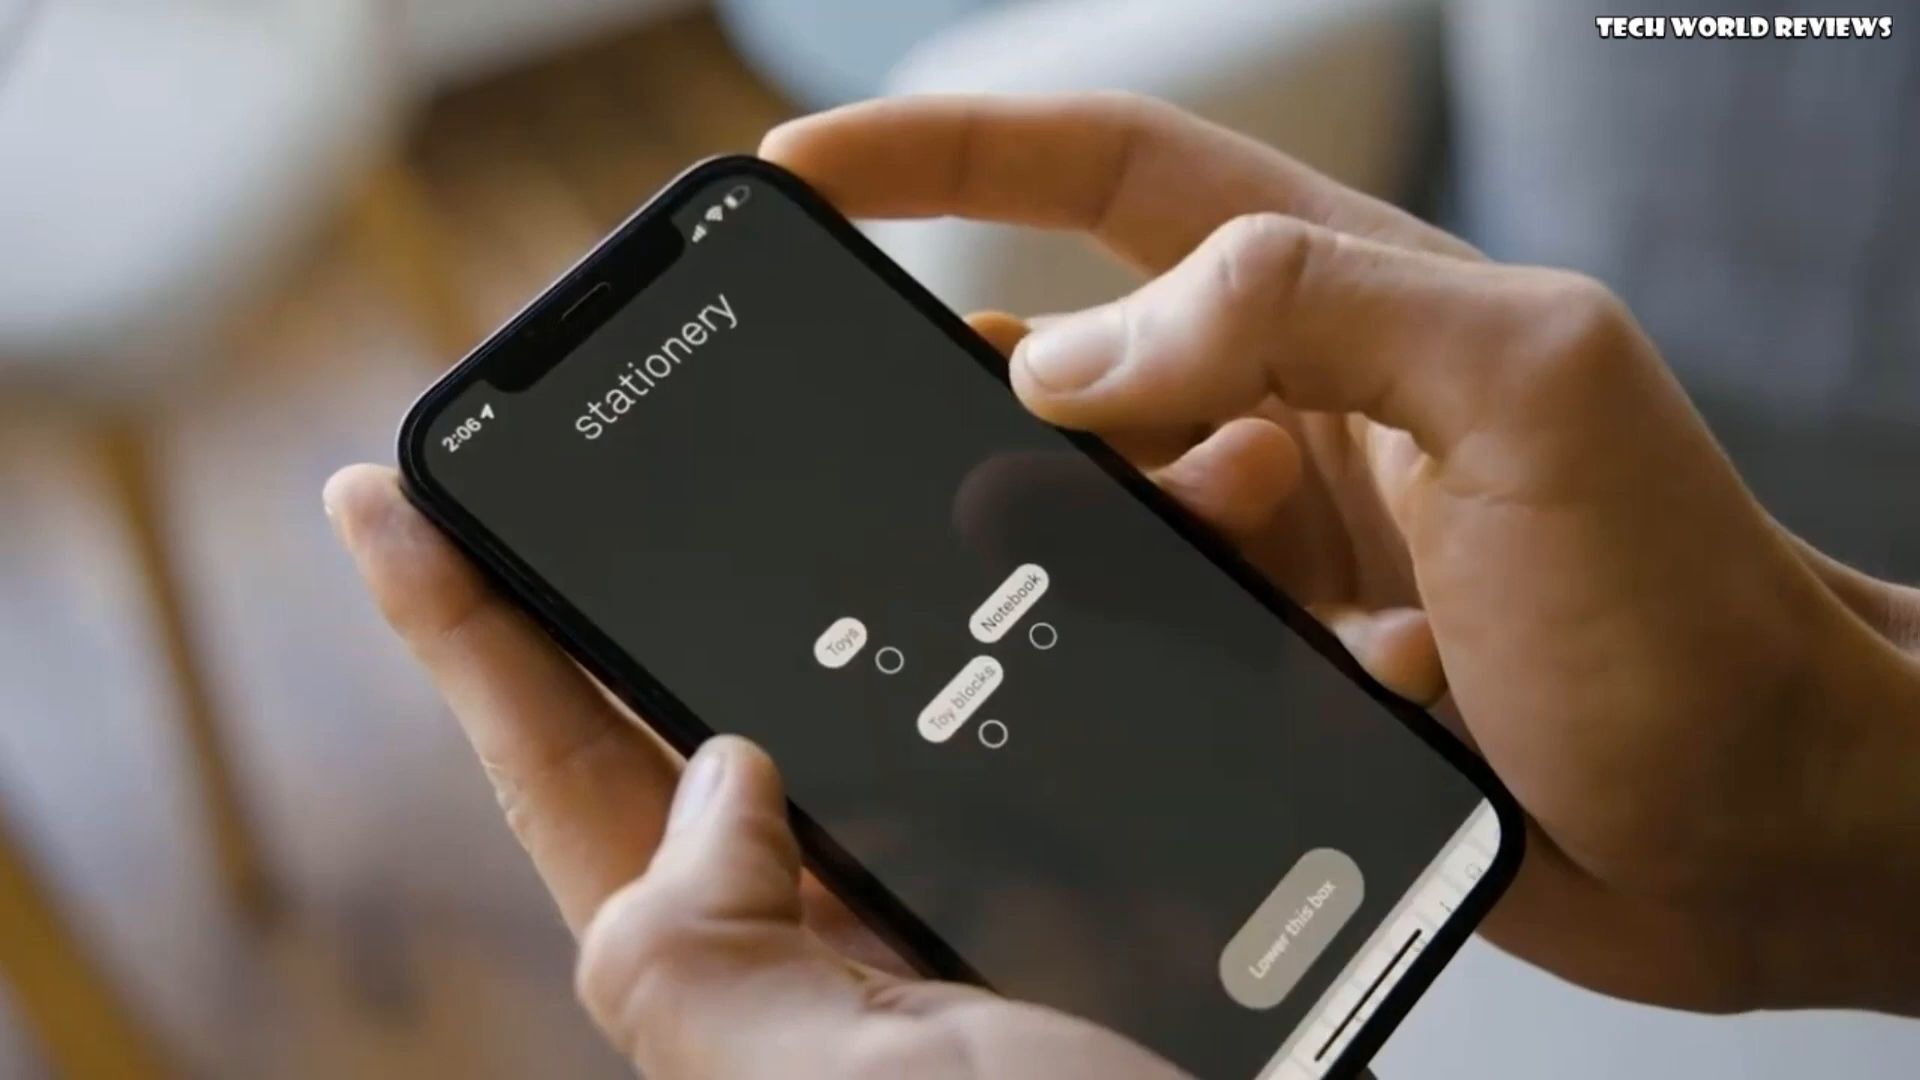 TECH WORLD REVIEWS
2:06
stationery
Toys
Notebook
Toy blocks
Lower this box